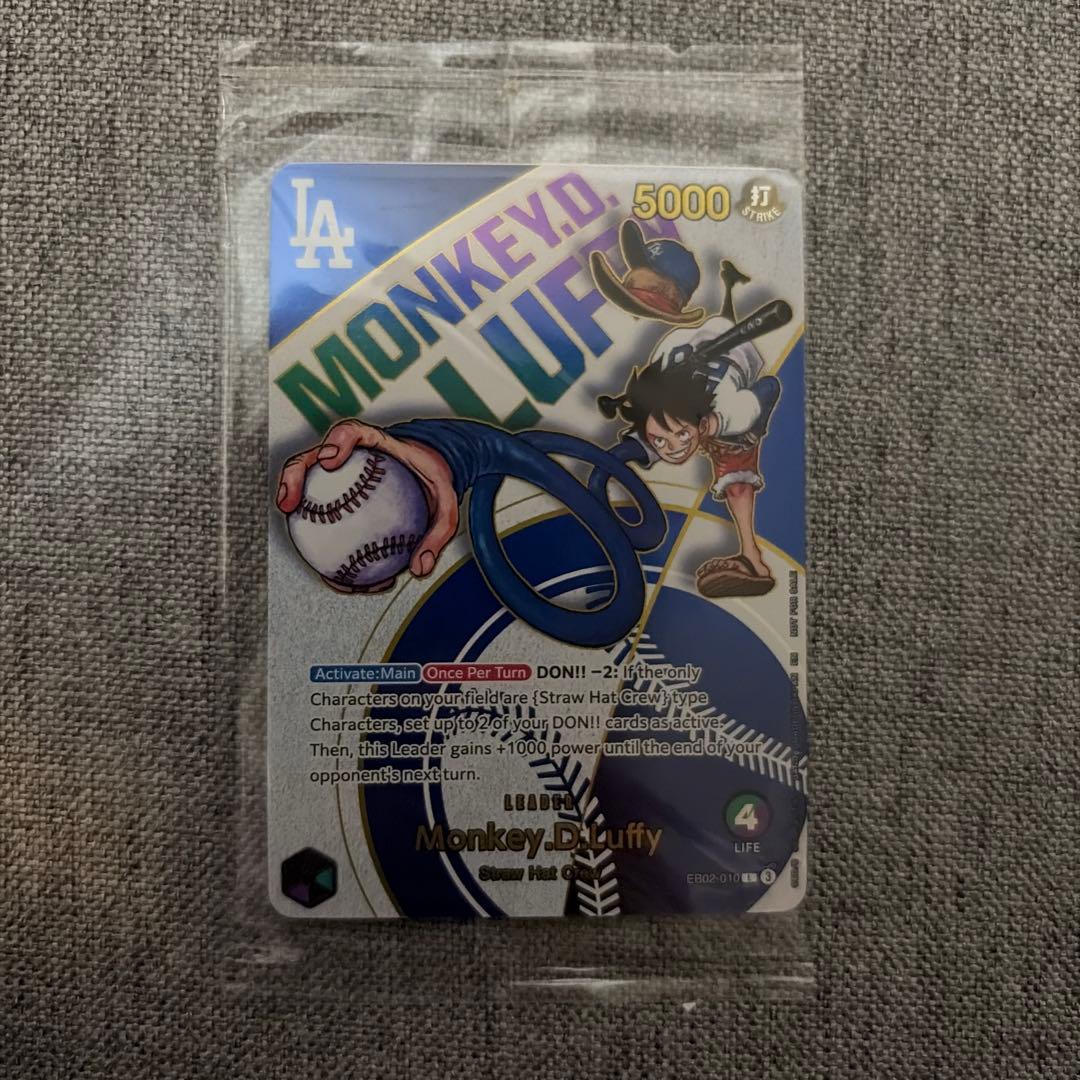 LA
5000
打
STRIKE
MONKEY.D.
LUFFY
LA
NOT FOR SALE
EN
Activate:Main Once Per Turn DON!! −2: If the only
Characters on your field are {Straw Hat Crew} type
Characters, set up to 2 of your DON!! cards as active.
Then, this Leader gains +1000 power until the end of your
opponent's next turn.
LEADER
Monkey.D.Luffy
Straw Hat Crew
4
LIFE
EB02-010 L 3